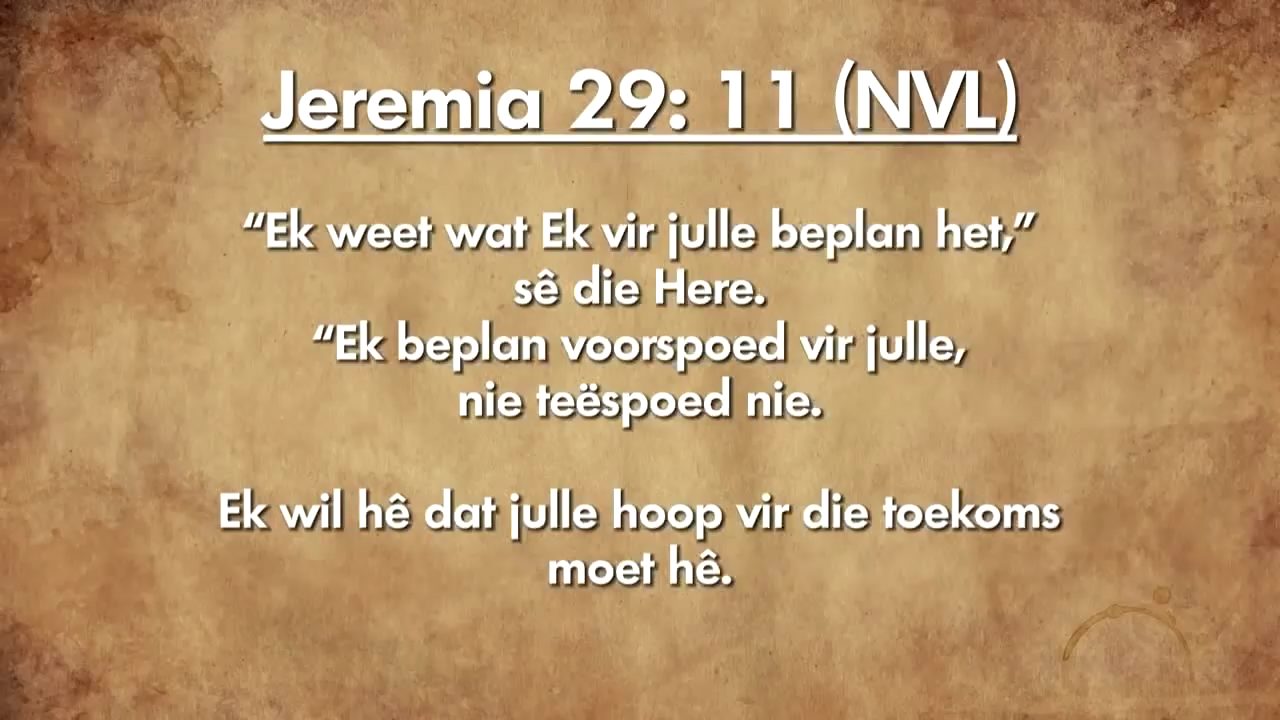 Jeremia 29: 11 (NVL)
“Ek weet wat Ek vir julle beplan het,”
sê die Here.
“Ek beplan voorspoed vir julle,
nie teëspoed nie.
Ek wil hê dat julle hoop vir die toekoms
moet hê.